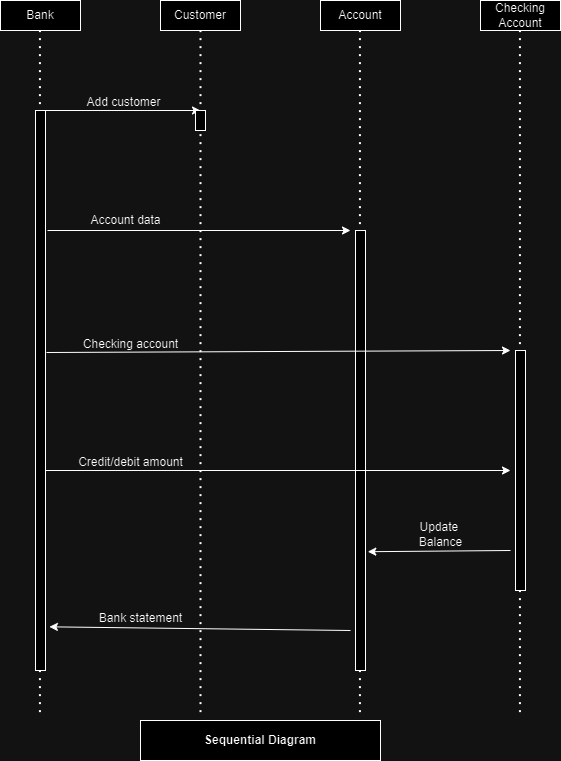 Bank
Customer
Account
Checking
Account
Add customer
Account data
Checking account
Credit/debit amount
Update
Balance
Bank statement
Sequential Diagram